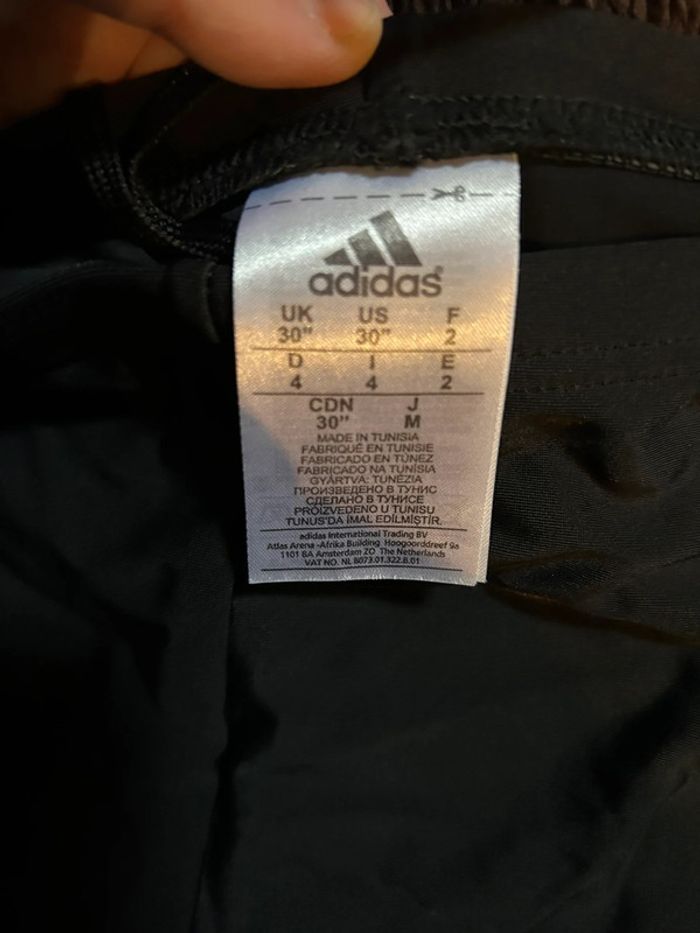 adidas
UK US F
30" 30" 2
D I E
4 4 2
CDN J
30" M
MADE IN TUNISIA
FABRIQUÉ EN TUNISIE
FABRICADO EN TÚNEZ
FABRICADO NA TUNÍSIA
GYÁRTVA: TUNÉZIA
ПРОИЗВЕДЕНО В ТУНИС
СДЕЛАНО В ТУНИСЕ
PROIZVEDENO U TUNISU
TUNUS'DA İMAL EDİLMİŞTİR.
adidas International Trading BV
Atlas Arena -Afrika Building Hoogoorddreef 9a
1101 BA Amsterdam ZO The Netherlands
VAT NO. NL 8073.01.322.B.01